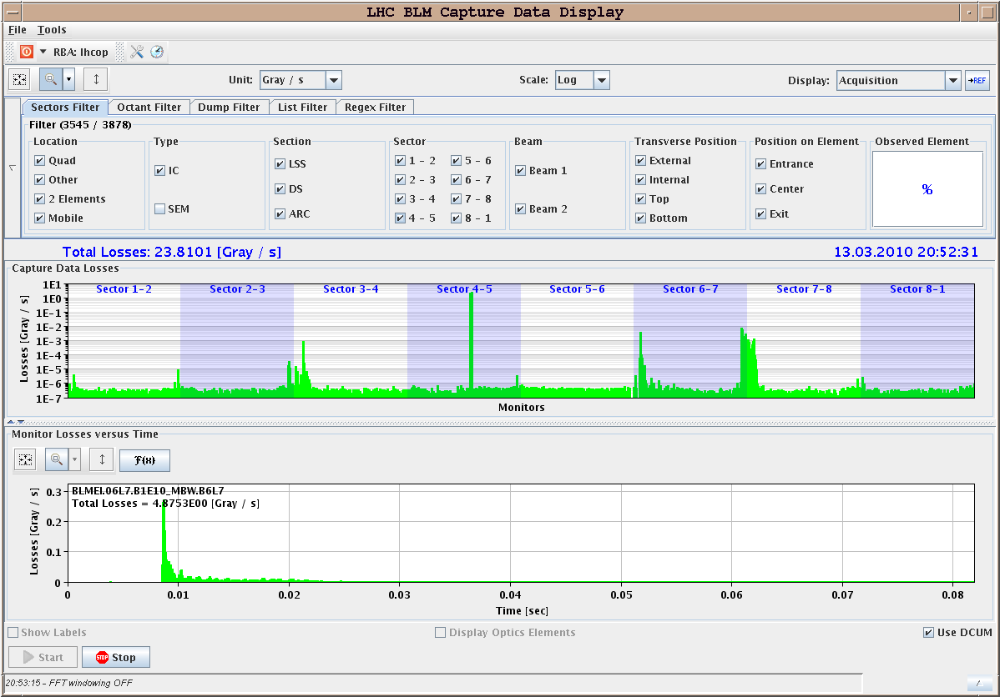 LHC BLM Capture Data Display
File Tools
RBA: lhcop
Unit: Gray / s Scale: Log Display: Acquisition →REF
Sectors Filter Octant Filter Dump Filter List Filter Regex Filter
Filter (3545 / 3878)
Location Type Section Sector Beam Transverse Position Position on Element Observed Element
Quad IC LSS 1 - 2 5 - 6 Beam 1 External Entrance %
Other 2 - 3 6 - 7 Internal
2 Elements SEM DS 3 - 4 7 - 8 Beam 2 Top Center
Mobile ARC 4 - 5 8 - 1 Bottom Exit
Total Losses: 23.8101 [Gray / s] 13.03.2010 20:52:31
Capture Data Losses
Losses [Gray / s]
1E1
1E0
1E-1
1E-2
1E-3
1E-4
1E-5
1E-6
1E-7
Sector 1-2 Sector 2-3 Sector 3-4 Sector 4-5 Sector 5-6 Sector 6-7 Sector 7-8 Sector 8-1
Monitors
Monitor Losses versus Time
F(x)
BLMEI.06L7.B1E10_MBW.B6L7
Total Losses = 4.8753E00 [Gray / s]
Losses [Gray / s]
0.3
0.2
0.1
0
0 0.01 0.02 0.03 0.04 0.05 0.06 0.07 0.08
Time [sec]
Show Labels Display Optics Elements Use DCUM
Start STOP Stop
20:53:15 - FFT windowing OFF